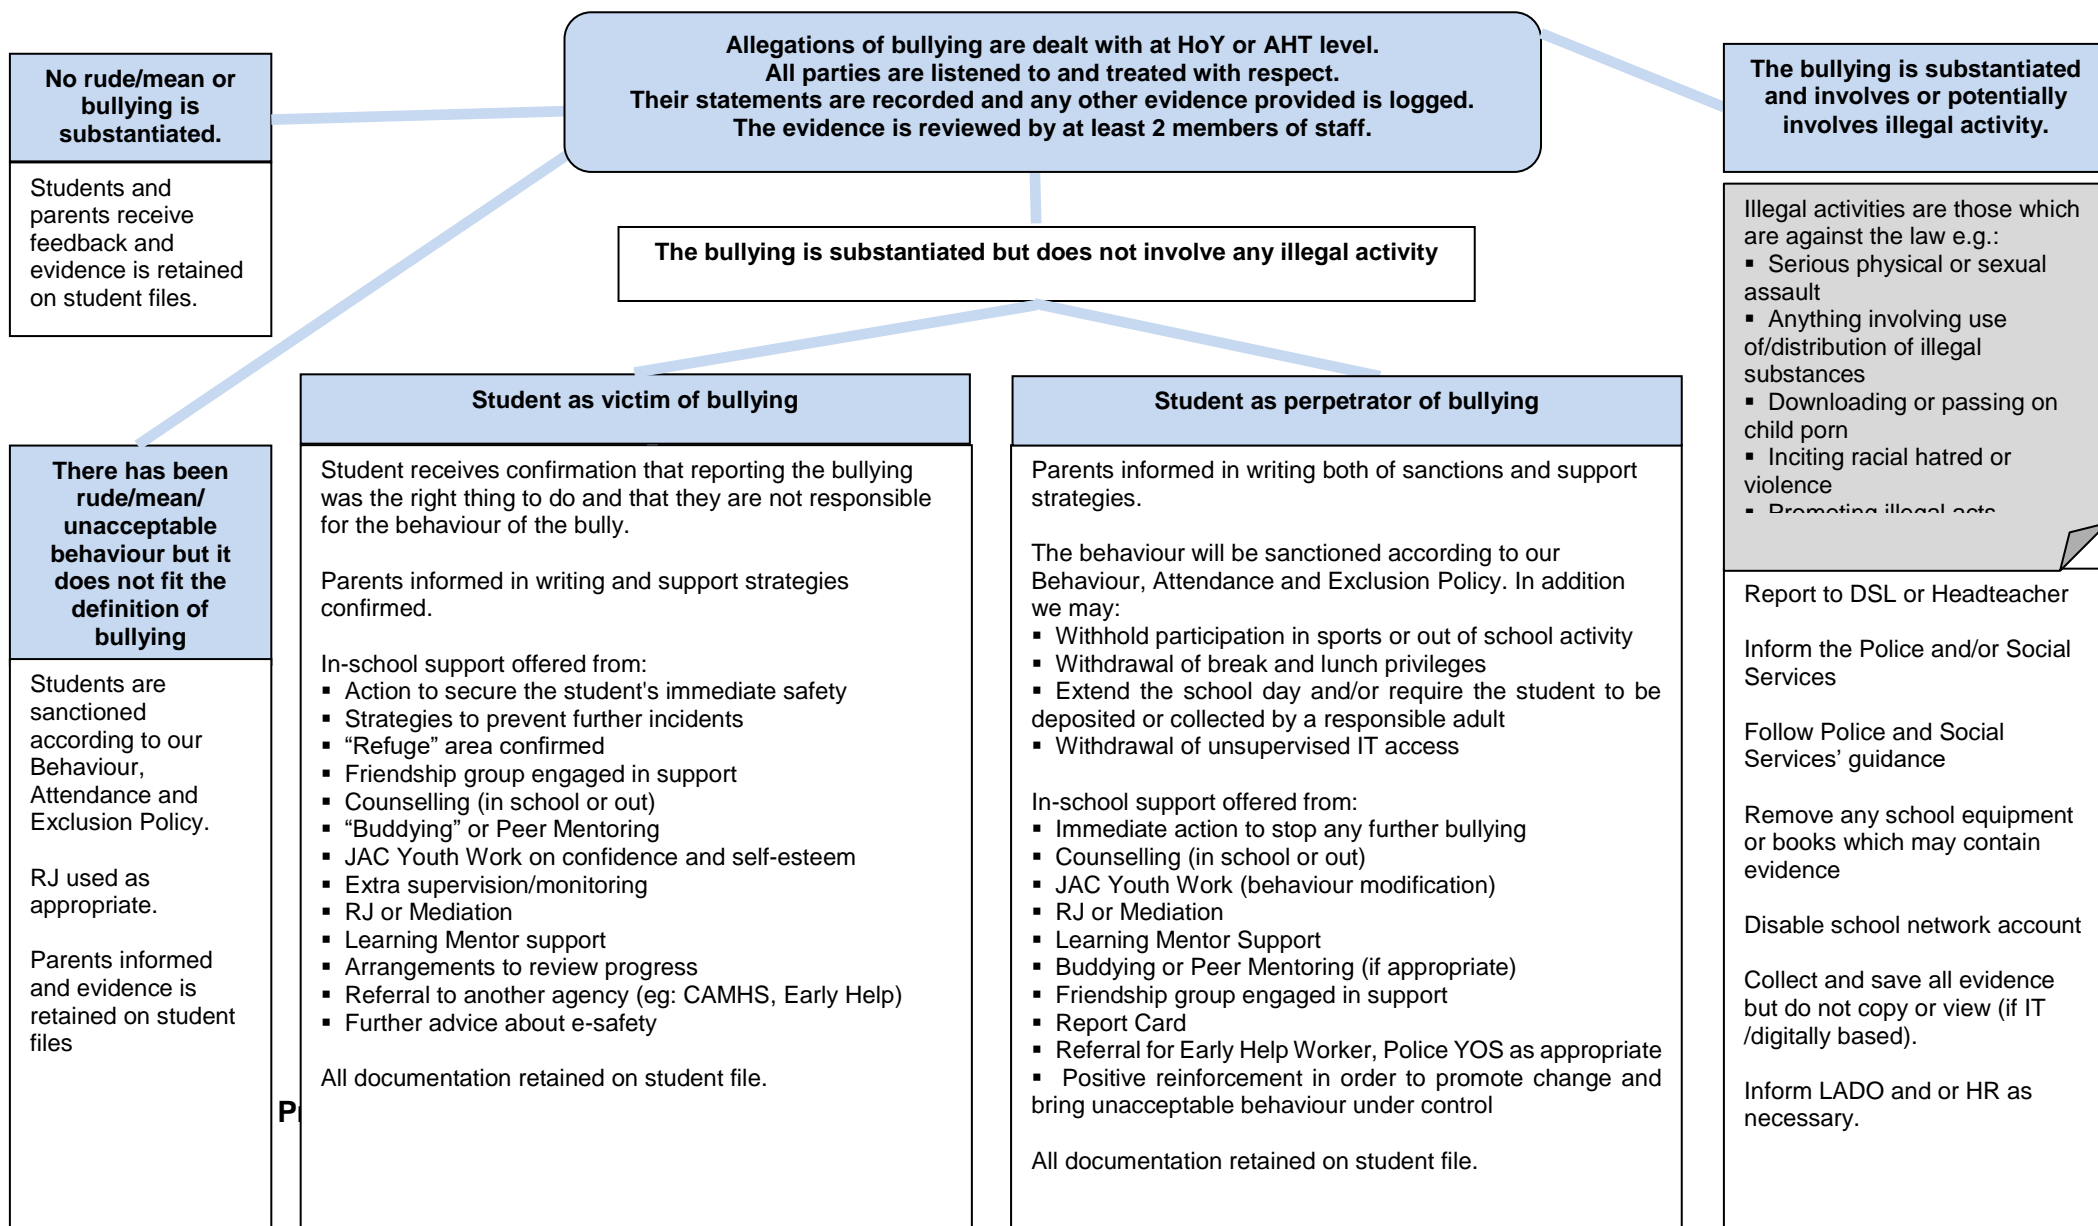 Allegations of bullying are dealt with at HoY or AHT level.
All parties are listened to and treated with respect.
Their statements are recorded and any other evidence provided is logged.
The evidence is reviewed by at least 2 members of staff.
No rude/mean or
bullying is
substantiated.
Students and
parents receive
feedback and
evidence is retained
on student files.
The bullying is substantiated but does not involve any illegal activity
The bullying is substantiated
and involves or potentially
involves illegal activity.
Illegal activities are those which
are against the law e.g.:
▪ Serious physical or sexual
assault
▪ Anything involving use
of/distribution of illegal
substances
▪ Downloading or passing on
child porn
▪ Inciting racial hatred or
violence
▪ Promoting illegal acts
Report to DSL or Headteacher
Inform the Police and/or Social
Services
Follow Police and Social
Services’ guidance
Remove any school equipment
or books which may contain
evidence
Disable school network account
Collect and save all evidence
but do not copy or view (if IT
/digitally based).
Inform LADO and or HR as
necessary.
There has been
rude/mean/
unacceptable
behaviour but it
does not fit the
definition of
bullying
Students are
sanctioned
according to our
Behaviour,
Attendance and
Exclusion Policy.
RJ used as
appropriate.
Parents informed
and evidence is
retained on student
files
Student as victim of bullying
Student receives confirmation that reporting the bullying
was the right thing to do and that they are not responsible
for the behaviour of the bully.
Parents informed in writing and support strategies
confirmed.
In-school support offered from:
▪ Action to secure the student's immediate safety
▪ Strategies to prevent further incidents
▪ “Refuge” area confirmed
▪ Friendship group engaged in support
▪ Counselling (in school or out)
▪ “Buddying” or Peer Mentoring
▪ JAC Youth Work on confidence and self-esteem
▪ Extra supervision/monitoring
▪ RJ or Mediation
▪ Learning Mentor support
▪ Arrangements to review progress
▪ Referral to another agency (eg: CAMHS, Early Help)
▪ Further advice about e-safety
All documentation retained on student file.
Student as perpetrator of bullying
Parents informed in writing both of sanctions and support
strategies.
The behaviour will be sanctioned according to our
Behaviour, Attendance and Exclusion Policy. In addition
we may:
▪ Withhold participation in sports or out of school activity
▪ Withdrawal of break and lunch privileges
▪ Extend the school day and/or require the student to be
deposited or collected by a responsible adult
▪ Withdrawal of unsupervised IT access
In-school support offered from:
▪ Immediate action to stop any further bullying
▪ Counselling (in school or out)
▪ JAC Youth Work (behaviour modification)
▪ RJ or Mediation
▪ Learning Mentor Support
▪ Buddying or Peer Mentoring (if appropriate)
▪ Friendship group engaged in support
▪ Report Card
▪ Referral for Early Help Worker, Police YOS as appropriate
▪ Positive reinforcement in order to promote change and
bring unacceptable behaviour under control
All documentation retained on student file.